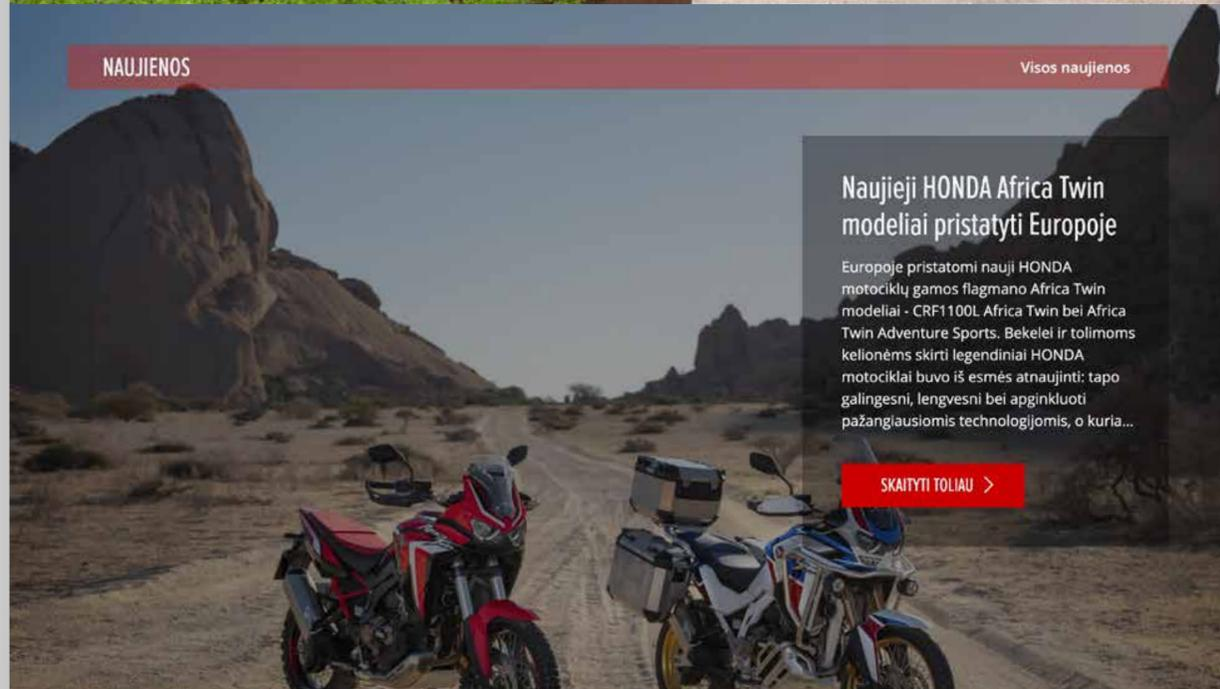 NAUJIENOS
Visos naujienos
Naujieji HONDA Africa Twin
modeliai pristatyti Europoje
Europoje pristatomi nauji HONDA
motociklų gamos flagmano Africa Twin
modeliai - CRF1100L Africa Twin bei Africa
Twin Adventure Sports. Bekelei ir tolimoms
kelionėms skirti legendiniai HONDA
motociklai buvo iš esmės atnaujinti: tapo
galingesni, lengvesni bei apginkluoti
pažangiausiomis technologijomis, o kuria...
SKAITYTI TOLIAU